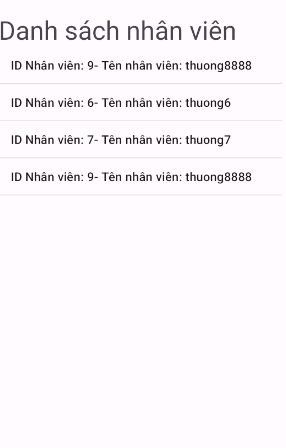 Danh sách nhân viên
ID Nhân viên: 9- Tên nhân viên: thuong8888
ID Nhân viên: 6- Tên nhân viên: thuong6
ID Nhân viên: 7- Tên nhân viên: thuong7
ID Nhân viên: 9- Tên nhân viên: thuong8888